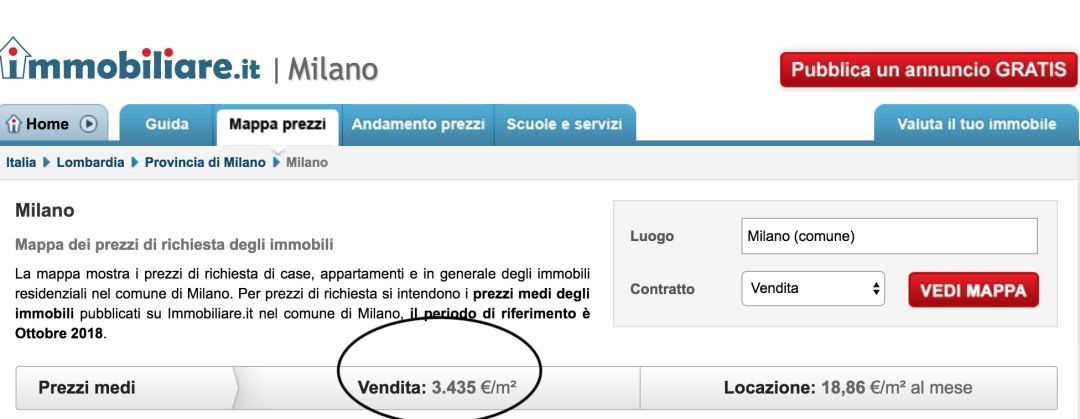 immobiliare.it | Milano
Pubblica un annuncio GRATIS
Home
Guida
Mappa prezzi
Andamento prezzi
Scuole e servizi
Valuta il tuo immobile
Italia Lombardia Provincia di Milano Milano
Milano
Mappa dei prezzi di richiesta degli immobili
La mappa mostra i prezzi di richiesta di case, appartamenti e in generale degli immobili
residenziali nel comune di Milano. Per prezzi di richiesta si intendono i prezzi medi degli
immobili pubblicati su Immobiliare.it nel comune di Milano, il periodo di riferimento è
Ottobre 2018.
Luogo
Milano (comune)
Contratto
Vendita
VEDI MAPPA
Prezzi medi
Vendita: 3.435 €/m²
Locazione: 18,86 €/m² al mese